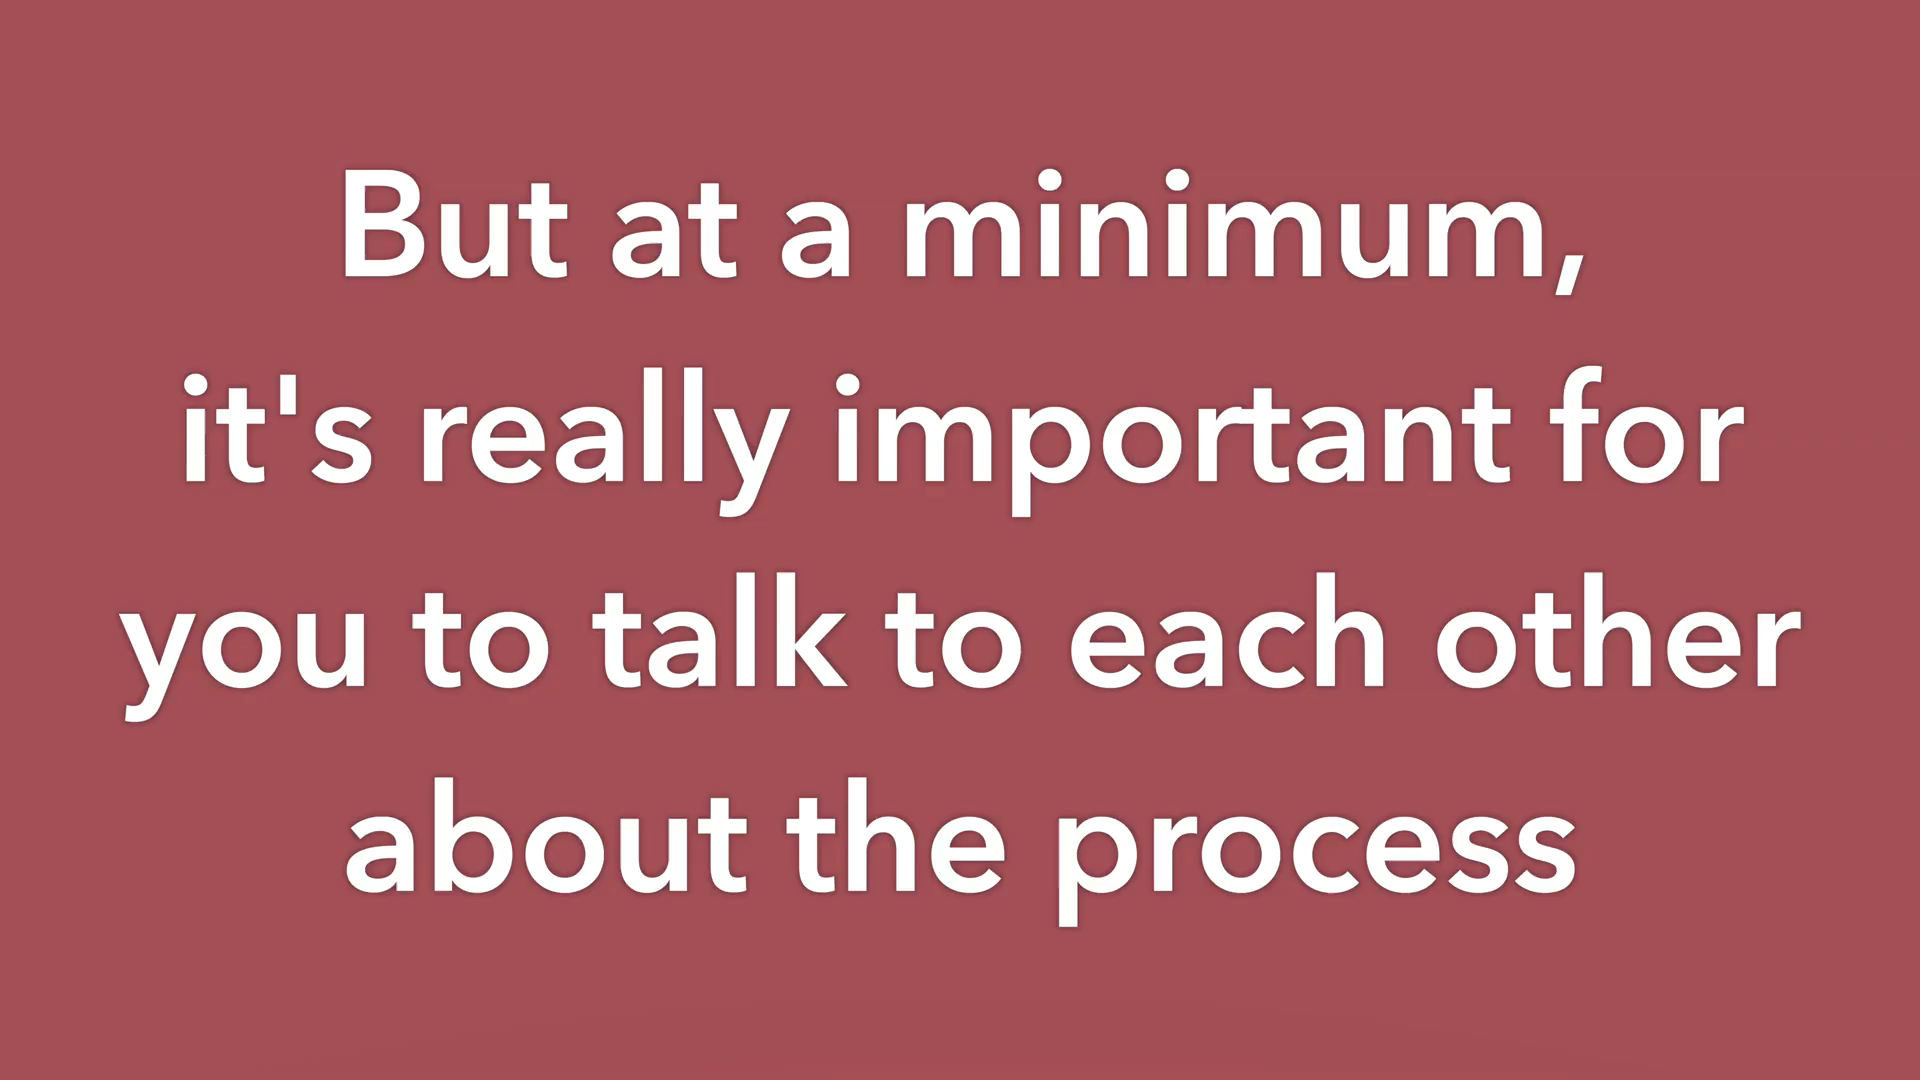 But at a minimum,
it's really important for
you to talk to each other
about the process